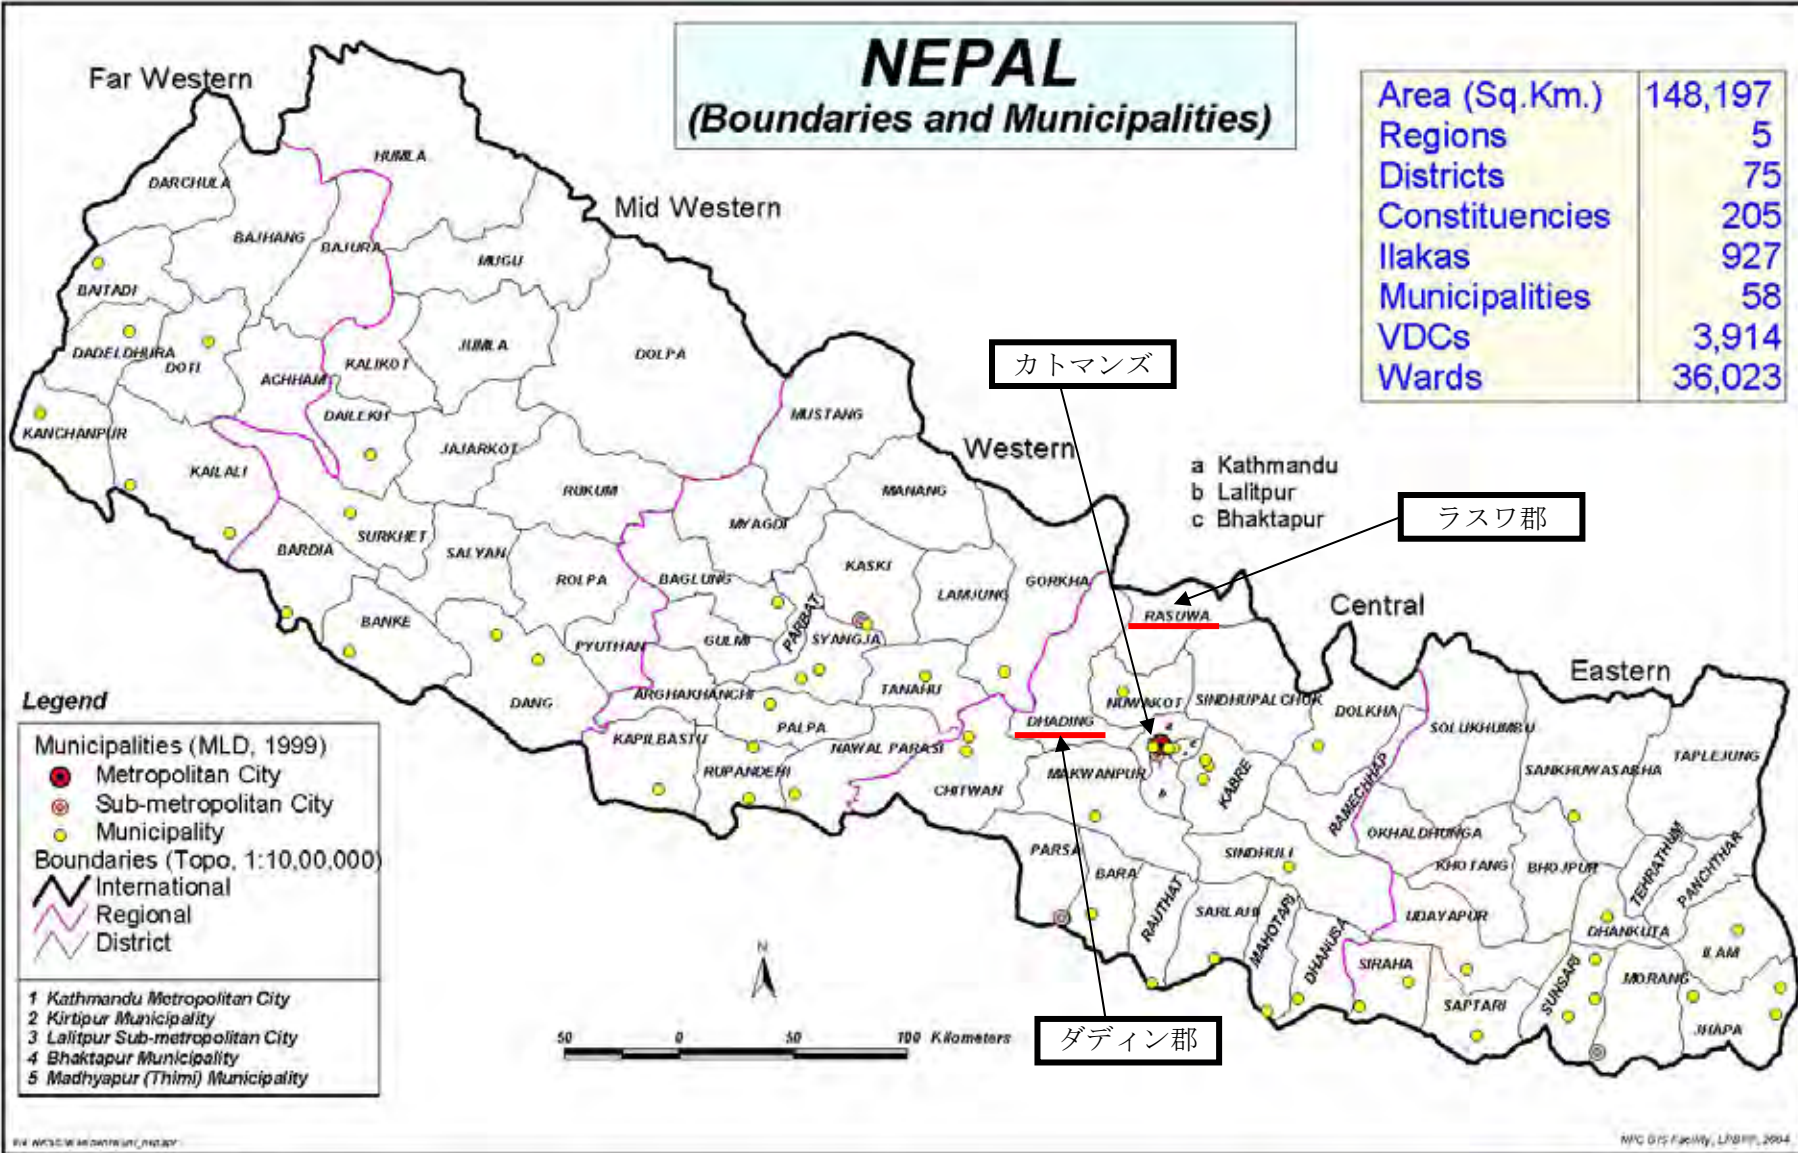 NEPAL
(Boundaries and Municipalities)
Area (Sq.Km.) 148,197
Regions 5
Districts 75
Constituencies 205
Ilakas 927
Municipalities 58
VDCs 3,914
Wards 36,023
Far Western
Mid Western
Western
Central
Eastern
カトマンズ
ラスワ郡
ダディン郡
a Kathmandu
b Lalitpur
c Bhaktapur
HUMLA
DARCHULA
BAJHANG
BAJURA
MUGU
BAITADI
DADELDHURA
DOTI
ACHHAM
KALIKOT
JUMLA
DOLPA
KANCHANPUR
DAILEKH
MUSTANG
KAILALI
JAJARKOT
RUKUM
MANANG
MYAGDI
BARDIA
SURKHET
SALYAN
ROLPA
BAGLUNG
KASKI
LAMJUNG
GORKHA
RASUWA
BANKE
PYUTHAN
GULMI
PARBAT
SYANGJA
DANG
ARGHAKHANCHI
TANAHU
NUWAKOT
SINDHUPALCHOK
DOLKHA
SOLUKHUMBU
KAPILBASTU
PALPA
NAWALPARASI
DHADING
a
c
b
RUPANDEHI
CHITWAN
MAKWANPUR
KABRE
RAMECHHAP
SANKHUWASABHA
TAPLEJUNG
OKHALDHUNGA
KHOTANG
BHOJPUR
TEHRATHUM
PANCHTHAR
PARSA
BARA
RAUTHAT
SINDHULI
SARLAHI
MAHOTARI
DHANUSA
UDAYAPUR
DHANKUTA
ILAM
SIRAHA
SAPTARI
SUNSARI
MORANG
JHAPA
Legend
Municipalities (MLD, 1999)
Metropolitan City
Sub-metropolitan City
Municipality
Boundaries (Topo, 1:10,00,000)
International
Regional
District
1 Kathmandu Metropolitan City
2 Kirtipur Municipality
3 Lalitpur Sub-metropolitan City
4 Bhaktapur Municipality
5 Madhyapur (Thimi) Municipality
N
50 0 50 100 Kilometers